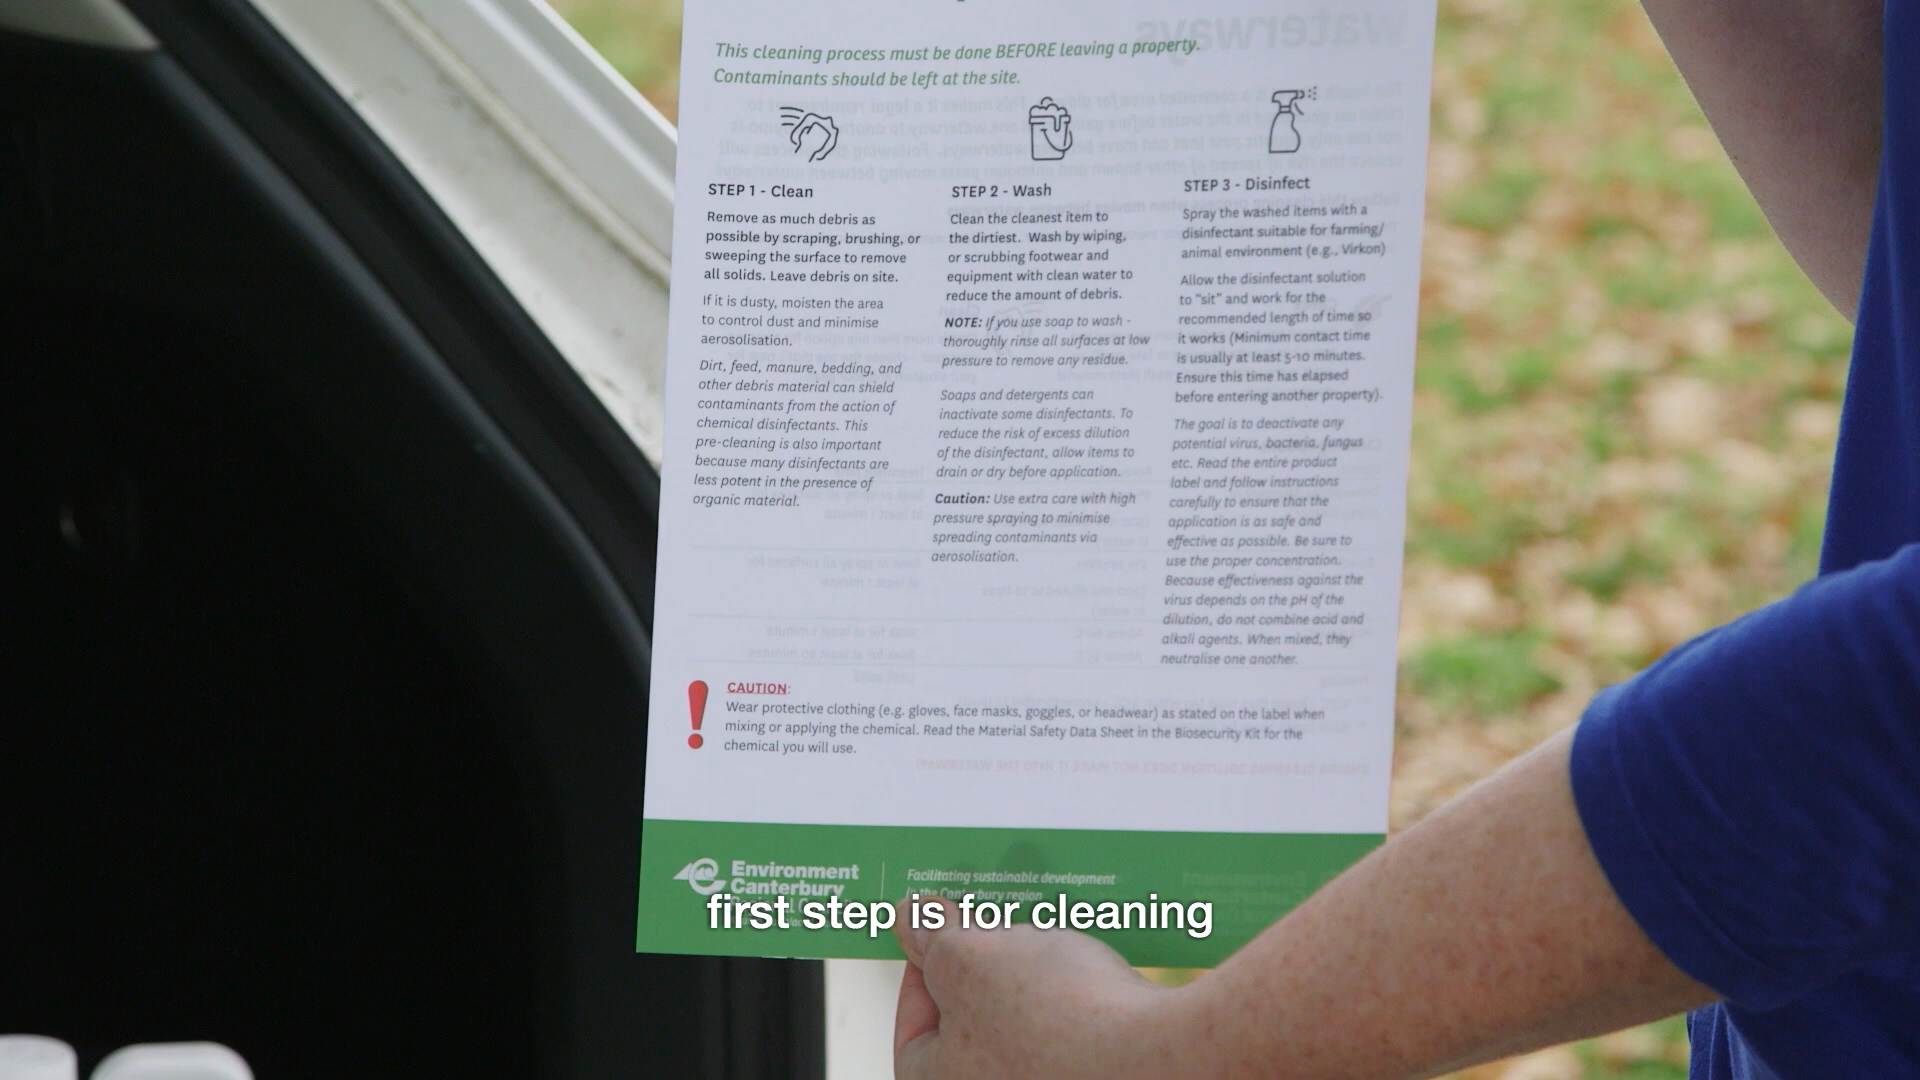 This cleaning process must be done BEFORE leaving a property.
Contaminants should be left at the site.
STEP 1 - Clean
Remove as much debris as
possible by scraping, brushing, or
sweeping the surface to remove
all solids. Leave debris on site.
If it is dusty, moisten the area
to control dust and minimise
aerosolisation.
Dirt, feed, manure, bedding, and
other debris material can shield
contaminants from the action of
chemical disinfectants. This
pre-cleaning is also important
because many disinfectants are
less potent in the presence of
organic material.
STEP 2 - Wash
Clean the cleanest item to
the dirtiest. Wash by wiping,
or scrubbing footwear and
equipment with clean water to
reduce the amount of debris.
NOTE: If you use soap to wash -
thoroughly rinse all surfaces at low
pressure to remove any residue.
Soaps and detergents can
inactivate some disinfectants. To
reduce the risk of excess dilution
of the disinfectant, allow items to
drain or dry before application.
Caution: Use extra care with high
pressure spraying to minimise
spreading contaminants via
aerosolisation.
STEP 3 - Disinfect
Spray the washed items with a
disinfectant suitable for farming/
animal environment (e.g., Virkon)
Allow the disinfectant solution
to "sit" and work for the
recommended length of time so
it works (Minimum contact time
is usually at least 5-10 minutes.
Ensure this time has elapsed
before entering another property).
The goal is to deactivate any
potential virus, bacteria, fungus
etc. Read the entire product
label and follow instructions
carefully to ensure that the
application is as safe and
effective as possible. Be sure to
use the proper concentration.
Because effectiveness against the
virus depends on the pH of the
dilution, do not combine acid and
alkali agents. When mixed, they
neutralise one another.
CAUTION:
Wear protective clothing (e.g. gloves, face masks, goggles, or headwear) as stated on the label when
mixing or applying the chemical. Read the Material Safety Data Sheet in the Biosecurity Kit for the
chemical you will use.
Environment
Canterbury
Facilitating sustainable development
in the Canterbury region
first step is for cleaning